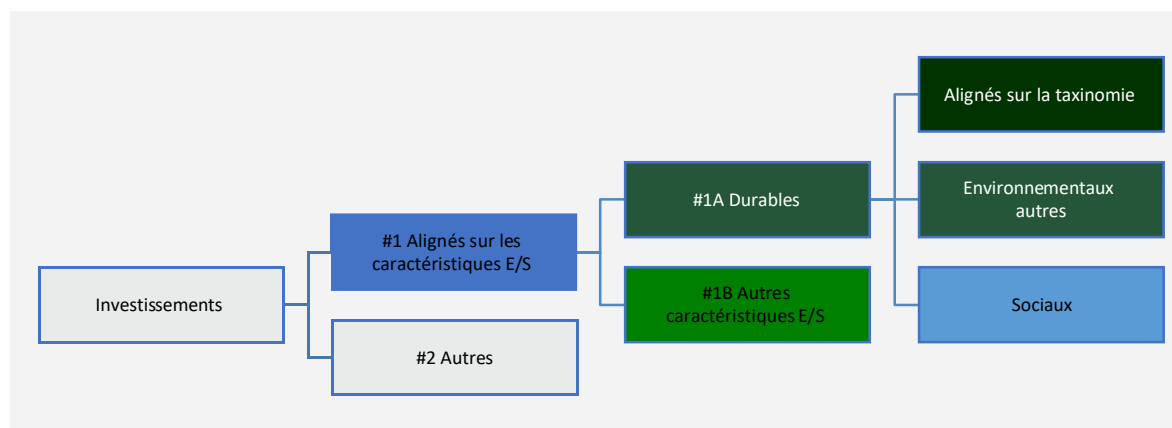 Investissements
#1 Alignés sur les
caractéristiques E/S
#2 Autres
#1A Durables
#1B Autres
caractéristiques E/S
Alignés sur la taxinomie
Environnementaux
autres
Sociaux